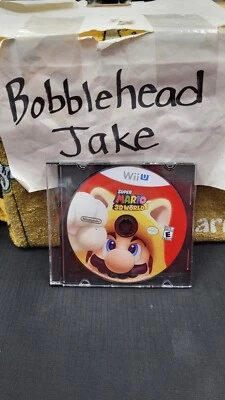 Bobblehead
Jake
Wii U
SUPER
MARIO
3D WORLD
Nintendo
E